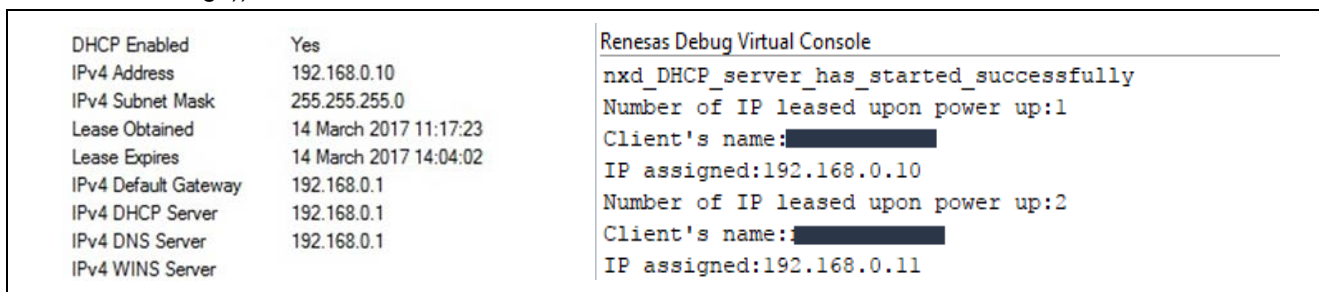 DHCP Enabled Yes
IPv4 Address 192.168.0.10
IPv4 Subnet Mask 255.255.255.0
Lease Obtained 14 March 2017 11:17:23
Lease Expires 14 March 2017 14:04:02
IPv4 Default Gateway 192.168.0.1
IPv4 DHCP Server 192.168.0.1
IPv4 DNS Server 192.168.0.1
IPv4 WINS Server
Renesas Debug Virtual Console
nxd_DHCP_server_has_started_successfully
Number of IP leased upon power up:1
Client's name:
IP assigned:192.168.0.10
Number of IP leased upon power up:2
Client's name:
IP assigned:192.168.0.11